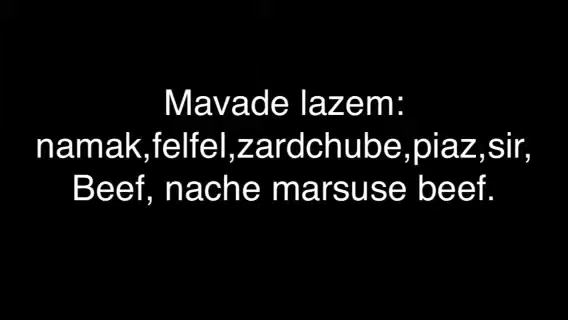 Mavade lazem:
namak,felfel,zardchube,piaz,sir,
Beef, nache marsuse beef.